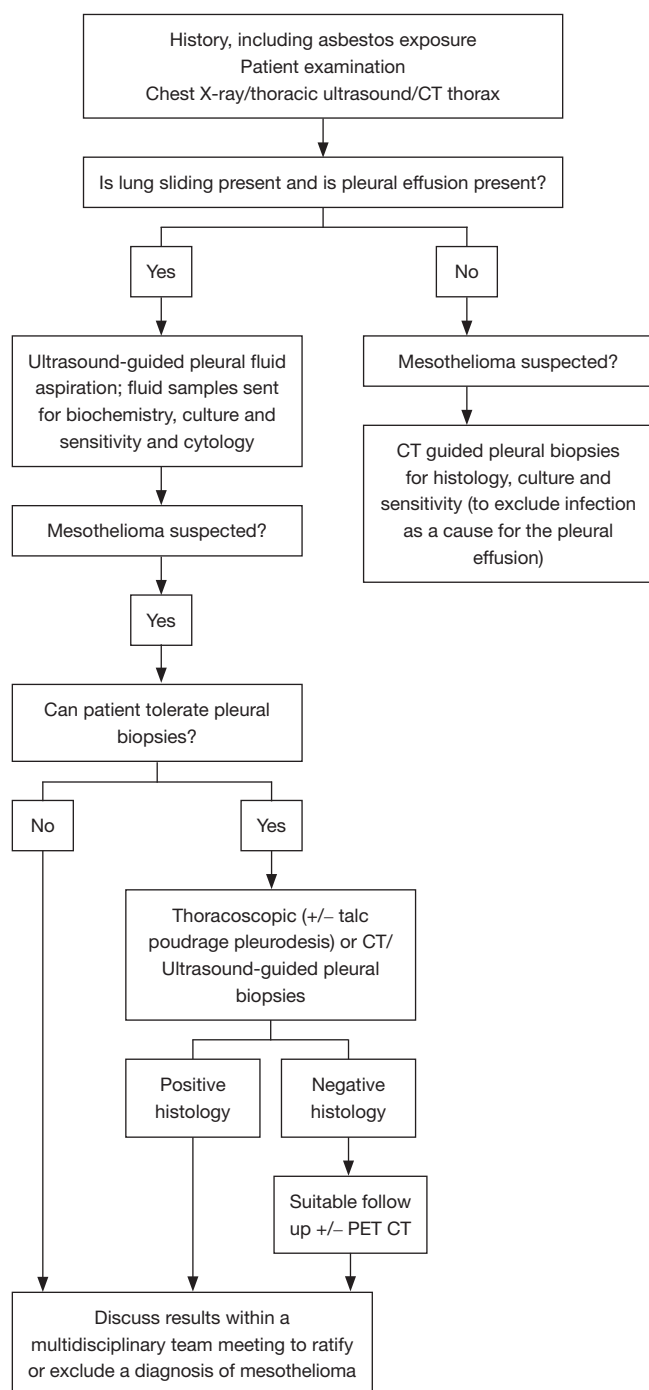 History, including asbestos exposure
Patient examination
Chest X-ray/thoracic ultrasound/CT thorax
Is lung sliding present and is pleural effusion present?
Yes
No
Ultrasound-guided pleural fluid
aspiration; fluid samples sent
for biochemistry, culture and
sensitivity and cytology
Mesothelioma suspected?
CT guided pleural biopsies
for histology, culture and
sensitivity (to exclude infection
as a cause for the pleural
effusion)
Mesothelioma suspected?
Yes
Can patient tolerate pleural
biopsies?
No
Yes
Thoracoscopic (+/– talc
poudrage pleurodesis) or CT/
Ultrasound-guided pleural
biopsies
Positive
histology
Negative
histology
Suitable follow
up +/– PET CT
Discuss results within a
multidisciplinary team meeting to ratify
or exclude a diagnosis of mesothelioma